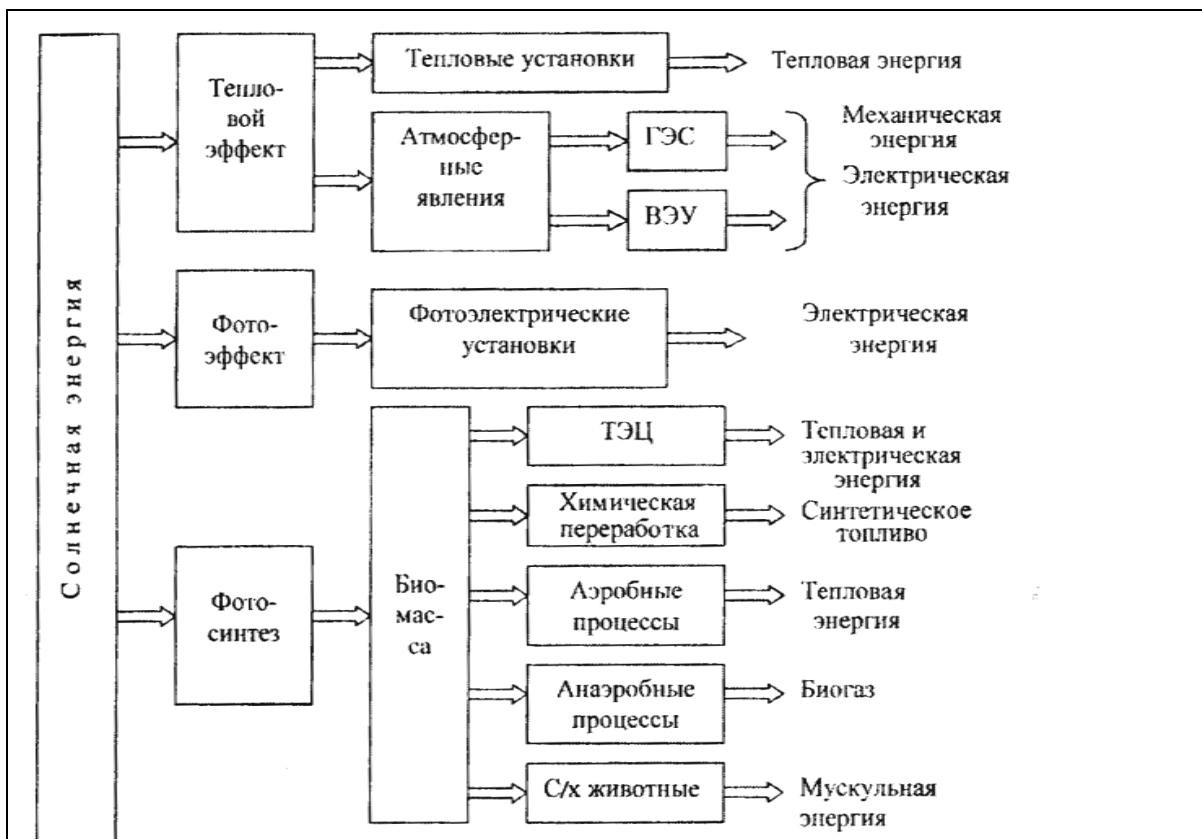 Солнечная энергия
Тепло-
вой
эффект
Тепловые установки
Тепловая энергия
Атмосфер-
ные
явления
ГЭС
ВЭУ
Механическая
энергия
Электрическая
энергия
Фото-
эффект
Фотоэлектрические
установки
Электрическая
энергия
Фото-
синтез
Био-
мас-
са
ТЭЦ
Тепловая и
электрическая
энергия
Химическая
переработка
Синтетическое
топливо
Аэробные
процессы
Тепловая
энергия
Анаэробные
процессы
Биогаз
С/х животные
Мускульная
энергия